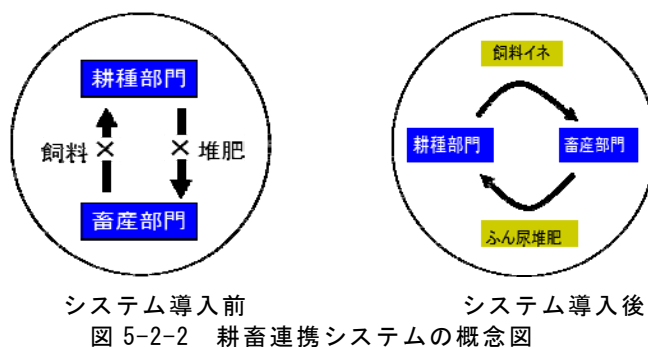 耕種部門
飼料
×
×
堆肥
畜産部門
システム導入前
飼料イネ
耕種部門
畜産部門
ふん尿堆肥
システム導入後
図 5-2-2 耕畜連携システムの概念図